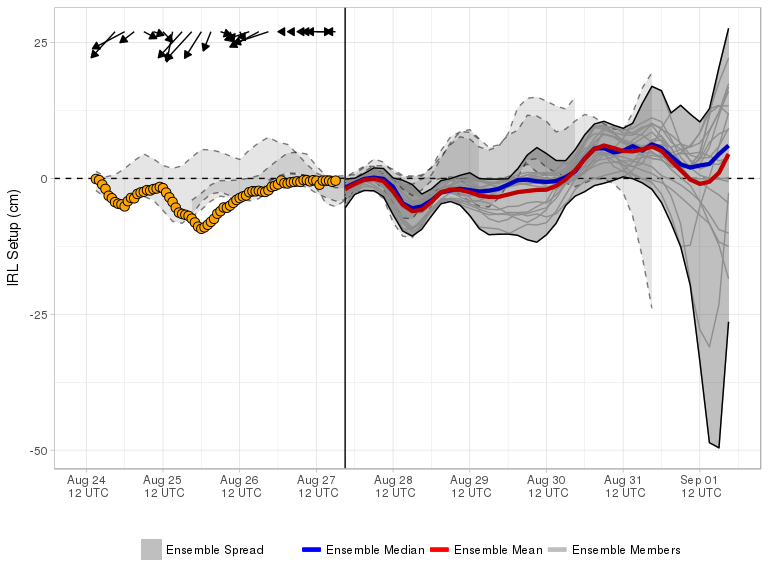 IRL Setup (cm)
25
0
-25
-50
Aug 24 Aug 25 Aug 26 Aug 27 Aug 28 Aug 29 Aug 30 Aug 31 Sep 01
12 UTC 12 UTC 12 UTC 12 UTC 12 UTC 12 UTC 12 UTC 12 UTC 12 UTC
Ensemble Spread Ensemble Median Ensemble Mean Ensemble Members